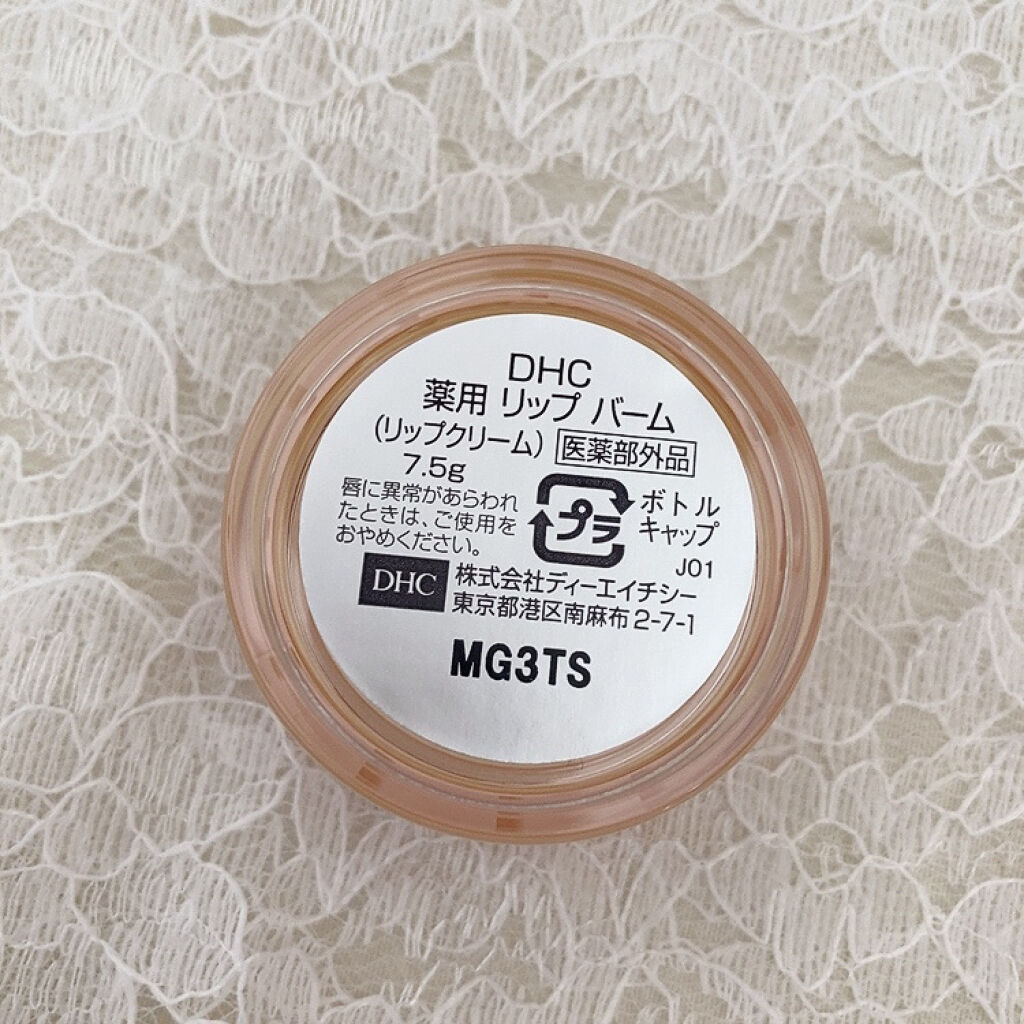 DHC
薬用 リップ バーム
(リップクリーム) 医薬部外品
7.5g
唇に異常があらわれ
たときは、ご使用を
おやめください。
プラ
ボトル
キャップ
J01
DHC
株式会社ディーエイチシー
東京都港区南麻布2-7-1
MG3TS